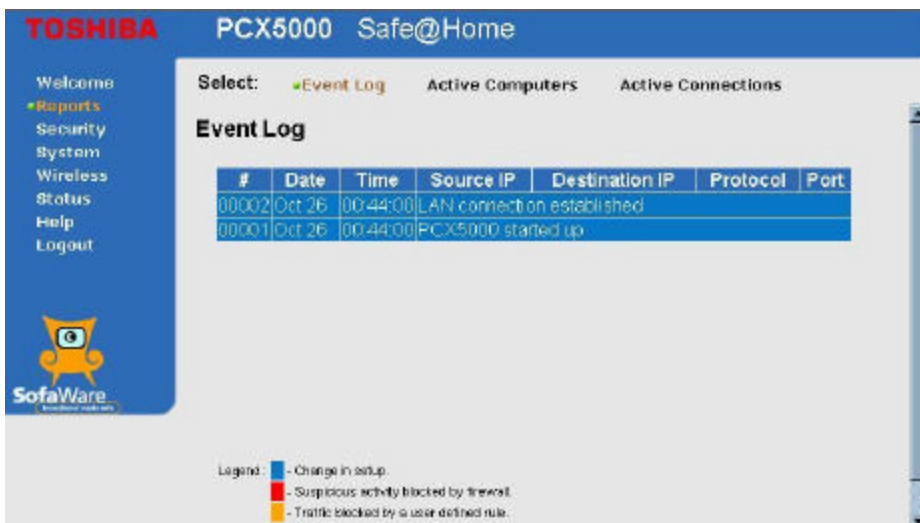 TOSHIBA PCX5000 Safe@Home
Welcome
Reports
Security
System
Wireless
Status
Help
Logout
SofaWare
Select: Event Log Active Computers Active Connections
Event Log
# Date Time Source IP Destination IP Protocol Port
00002 Oct 26 00:44:00 LAN connection established
00001 Oct 26 00:44:00 PCX5000 started up
Legend: - Change in setup.
- Suspicious activity blocked by firewall.
- Traffic blocked by a user defined rule.